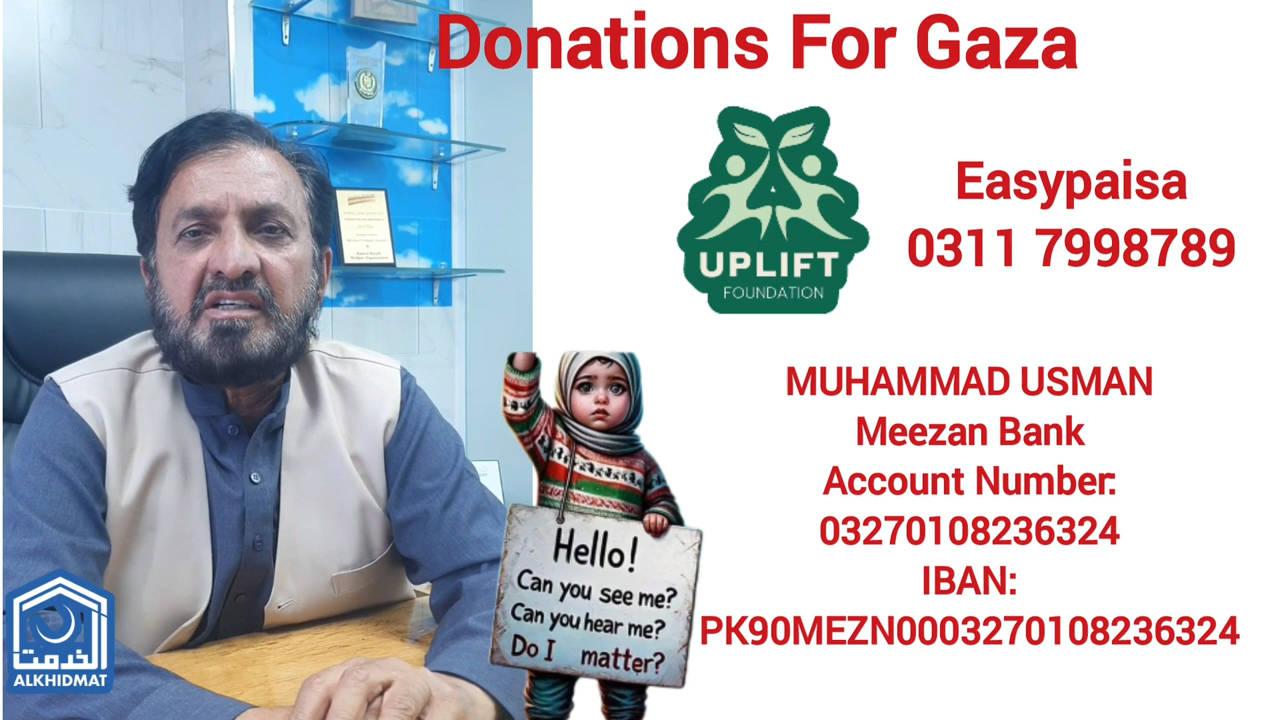 Donations For Gaza
UPLIFT
FOUNDATION
Easypaisa
0311 7998789
MUHAMMAD USMAN
Meezan Bank
Account Number:
03270108236324
IBAN:
PK90MEZN0003270108236324
Hello!
Can you see me?
Can you hear me?
Do I matter?
الخدمت
ALKHIDMAT